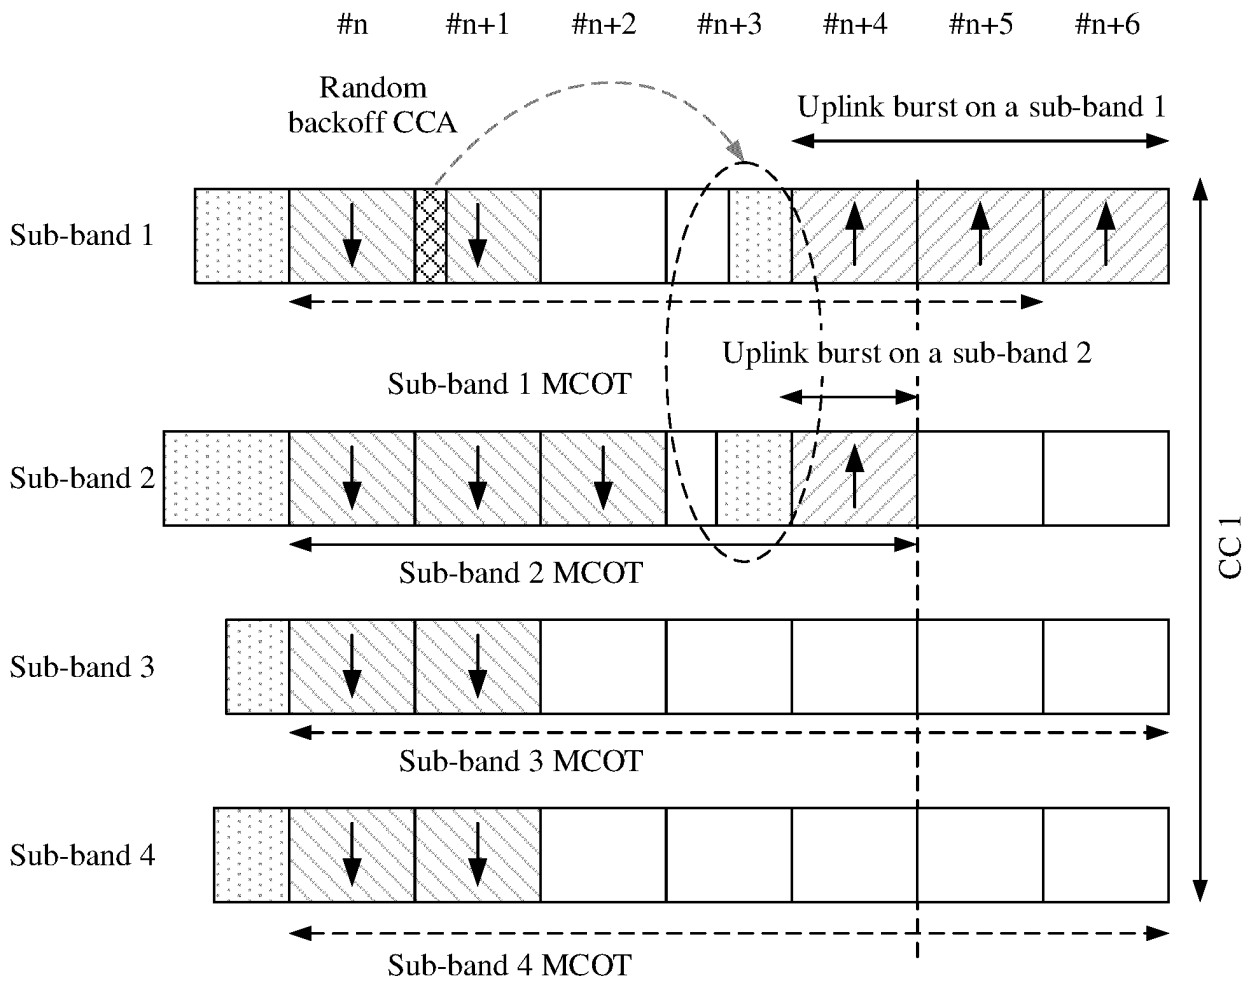 #n #n+1 #n+2 #n+3 #n+4 #n+5 #n+6
Random
backoff CCA
Uplink burst on a sub-band 1
Sub-band 1
Uplink burst on a sub-band 2
Sub-band 1 MCOT
Sub-band 2
Sub-band 2 MCOT
CC 1
Sub-band 3
Sub-band 3 MCOT
Sub-band 4
Sub-band 4 MCOT